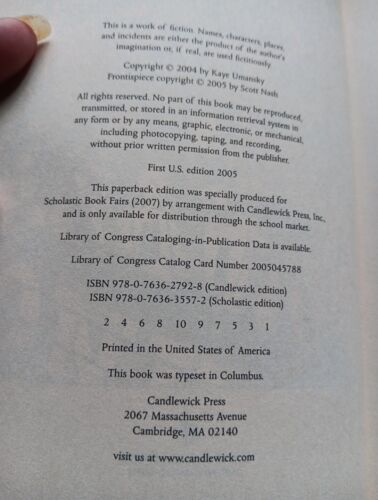 This is a work of fiction. Names, characters, places,
and incidents are either the product of the author's
imagination or, if real, are used fictitiously.
Copyright © 2004 by Kaye Umansky
Frontispiece copyright © 2005 by Scott Nash
All rights reserved. No part of this book may be reproduced,
transmitted, or stored in an information retrieval system in
any form or by any means, graphic, electronic, or mechanical,
including photocopying, taping, and recording,
without prior written permission from the publisher.
First U.S. edition 2005
This paperback edition was specially produced for
Scholastic Book Fairs (2007) by arrangement with Candlewick Press, Inc.,
and is only available for distribution through the school market.
Library of Congress Cataloging-in-Publication Data is available.
Library of Congress Catalog Card Number 2005045788
ISBN 978-0-7636-2792-8 (Candlewick edition)
ISBN 978-0-7636-3557-2 (Scholastic edition)
2 4 6 8 10 9 7 5 3 1
Printed in the United States of America
This book was typeset in Columbus.
Candlewick Press
2067 Massachusetts Avenue
Cambridge, MA 02140
visit us at www.candlewick.com